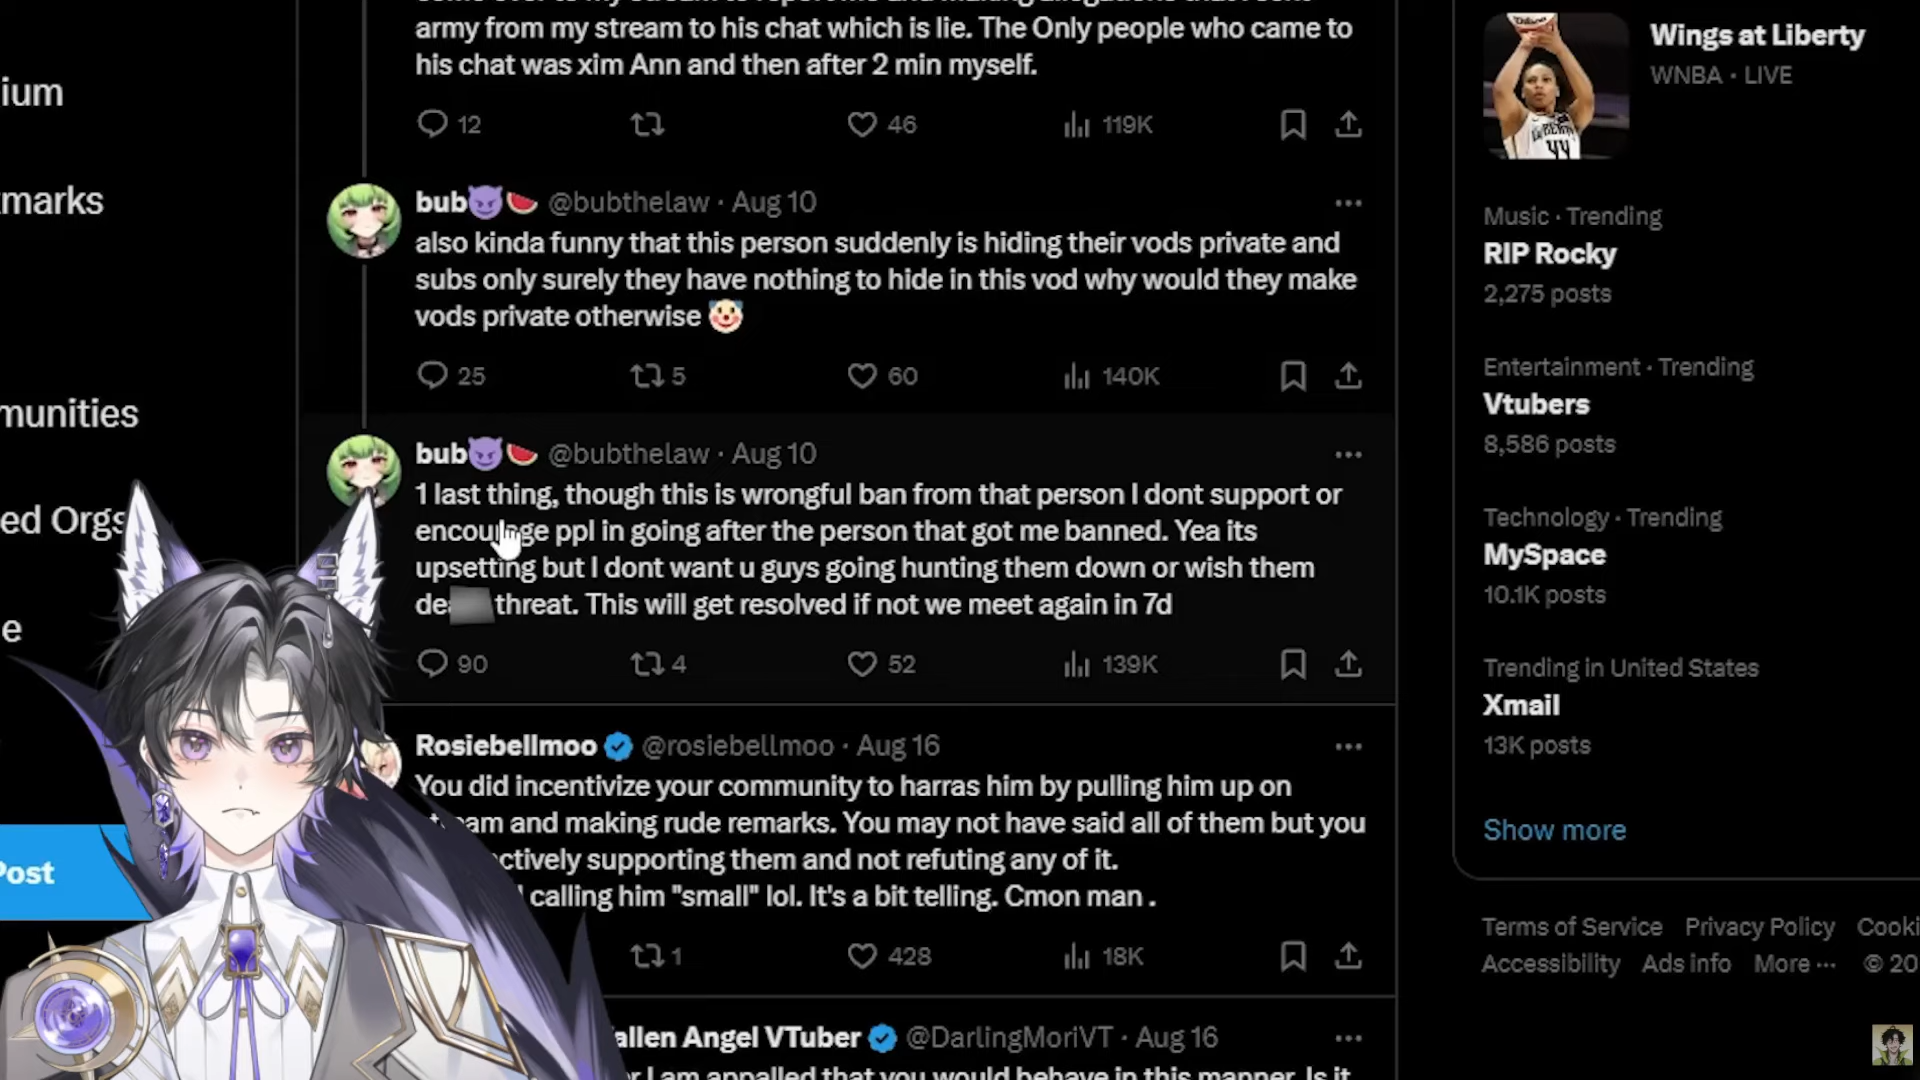 army from my stream to his chat which is lie. The Only people who came to
his chat was xim Ann and then after 2 min myself.
12 46 119K
bub @bubthelaw · Aug 10
also kinda funny that this person suddenly is hiding their vods private and
subs only surely they have nothing to hide in this vod why would they make
vods private otherwise
25 5 60 140K
bub @bubthelaw · Aug 10
1 last thing, though this is wrongful ban from that person I dont support or
encourage ppl in going after the person that got me banned. Yea its
upsetting but I dont want u guys going hunting them down or wish them
de threat. This will get resolved if not we meet again in 7d
90 4 52 139K
Rosiebellmoo @rosiebellmoo · Aug 16
You did incentivize your community to harras him by pulling him up on
and making rude remarks. You may not have said all of them but you
ctively supporting them and not refuting any of it.
calling him "small" lol. It's a bit telling. Cmon man .
1 428 18K
allen Angel VTuber @DarlingMoriVT · Aug 16
I am appalled that you would behave in this manner. Is it
ium
marks
munities
ed Orgs
e
Post
Wings at Liberty
WNBA · LIVE
Music · Trending
RIP Rocky
2,275 posts
Entertainment · Trending
Vtubers
8,586 posts
Technology · Trending
MySpace
10.1K posts
Trending in United States
Xmail
13K posts
Show more
Terms of Service Privacy Policy Cooki
Accessibility Ads info More ··· © 20